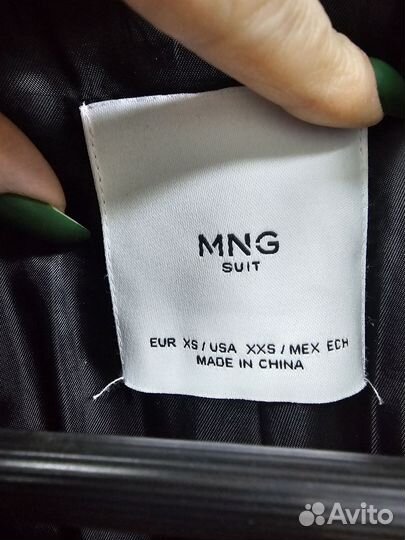 MNG
SUIT
EUR XS / USA XXS / MEX ECH
MADE IN CHINA
Avito